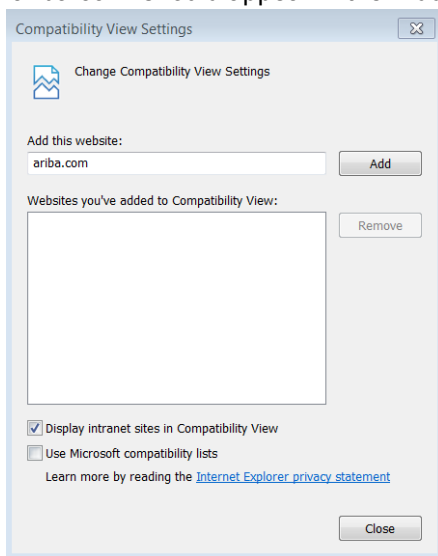 Compatibility View Settings
Change Compatibility View Settings
Add this website:
ariba.com
Add
Websites you've added to Compatibility View:
Remove
Display intranet sites in Compatibility View
Use Microsoft compatibility lists
Learn more by reading the Internet Explorer privacy statement
Close